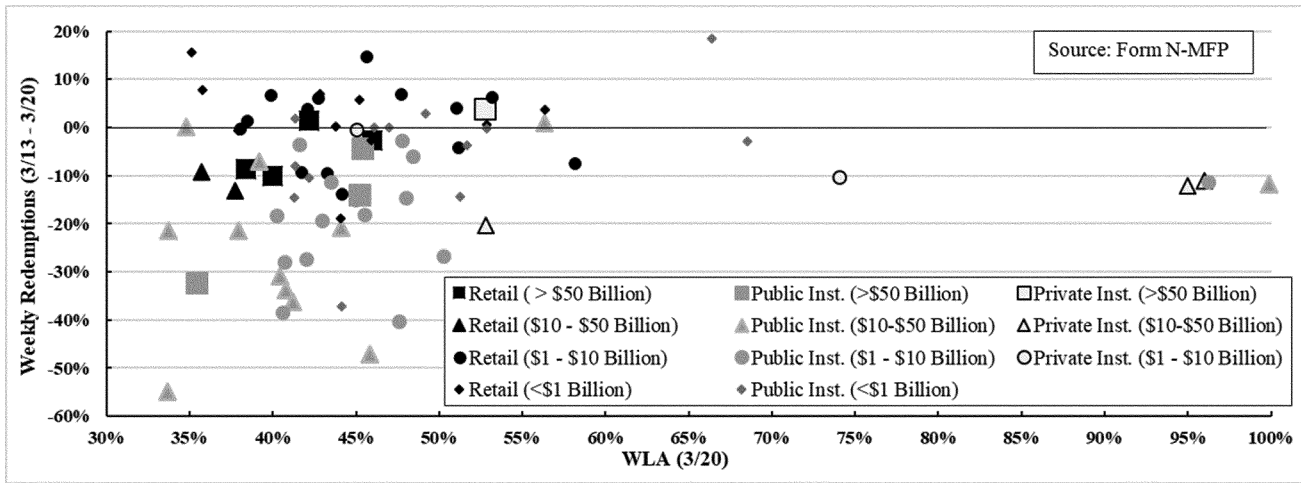 20%
10%
0%
-10%
-20%
-30%
-40%
-50%
-60%
Weekly Redemptions (3/13 - 3/20)
Source: Form N-MFP
Retail ( > $50 Billion)
Public Inst. (>$50 Billion)
Private Inst. (>$50 Billion)
Retail ($10 - $50 Billion)
Public Inst. ($10-$50 Billion)
Private Inst. ($10-$50 Billion)
Retail ($1 - $10 Billion)
Public Inst. ($1 - $10 Billion)
Private Inst. ($1 - $10 Billion)
Retail (<$1 Billion)
Public Inst. (<$1 Billion)
30% 35% 40% 45% 50% 55% 60% 65% 70% 75% 80% 85% 90% 95% 100%
WLA (3/20)